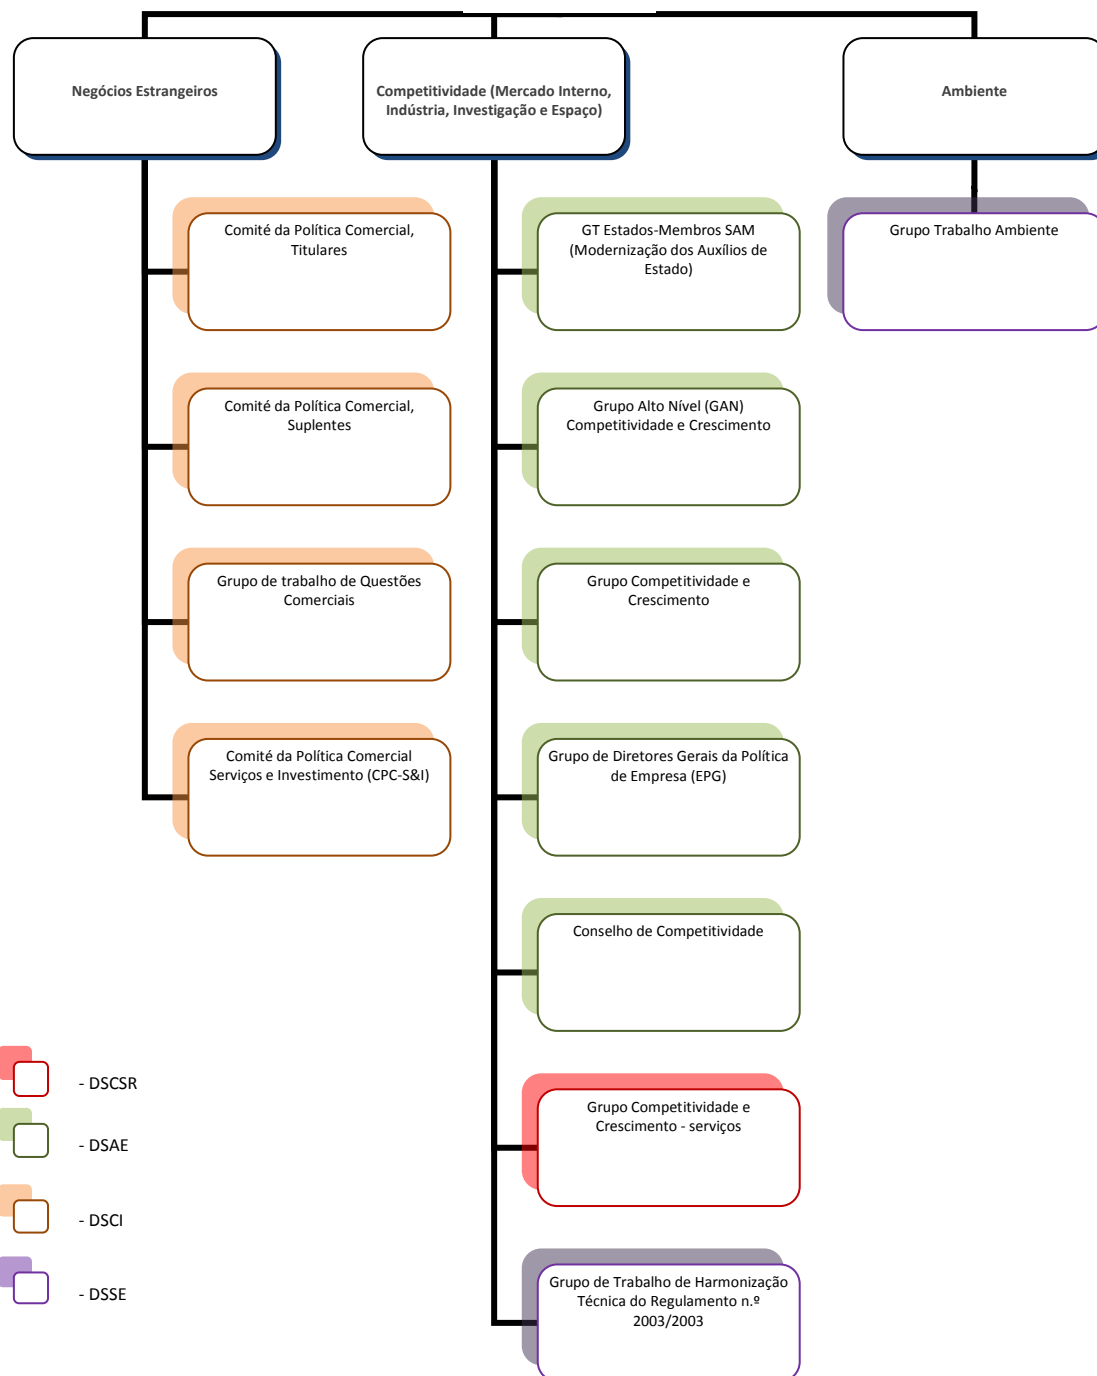 Negócios Estrangeiros
Competitividade (Mercado Interno,
Indústria, Investigação e Espaço)
Ambiente
Comité da Política Comercial,
Titulares
Comité da Política Comercial,
Suplentes
Grupo de trabalho de Questões
Comerciais
Comité da Política Comercial
Serviços e Investimento (CPC-S&I)
GT Estados-Membros SAM
(Modernização dos Auxílios de
Estado)
Grupo Alto Nível (GAN)
Competitividade e Crescimento
Grupo Competitividade e
Crescimento
Grupo de Diretores Gerais da Política
de Empresa (EPG)
Conselho de Competitividade
Grupo Competitividade e
Crescimento - serviços
Grupo de Trabalho de Harmonização
Técnica do Regulamento n.º
2003/2003
Grupo Trabalho Ambiente
- DSCSR
- DSAE
- DSCI
- DSSE